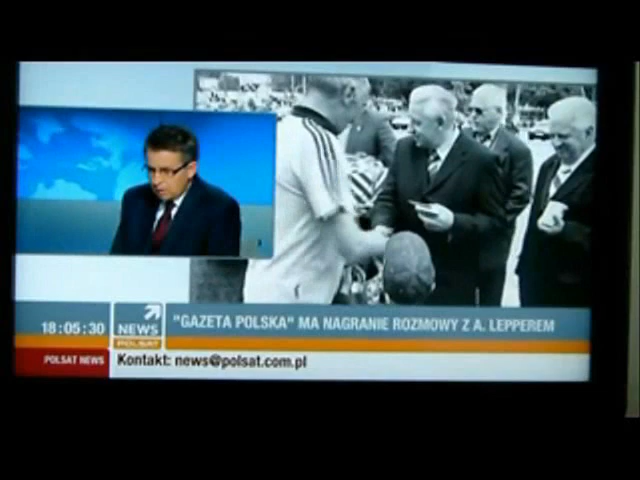 18:05:30
NEWS
POLSAT
"GAZETA POLSKA" MA NAGRANIE ROZMOWY Z A. LEPPEREM
POLSAT NEWS
Kontakt: news@polsat.com.pl